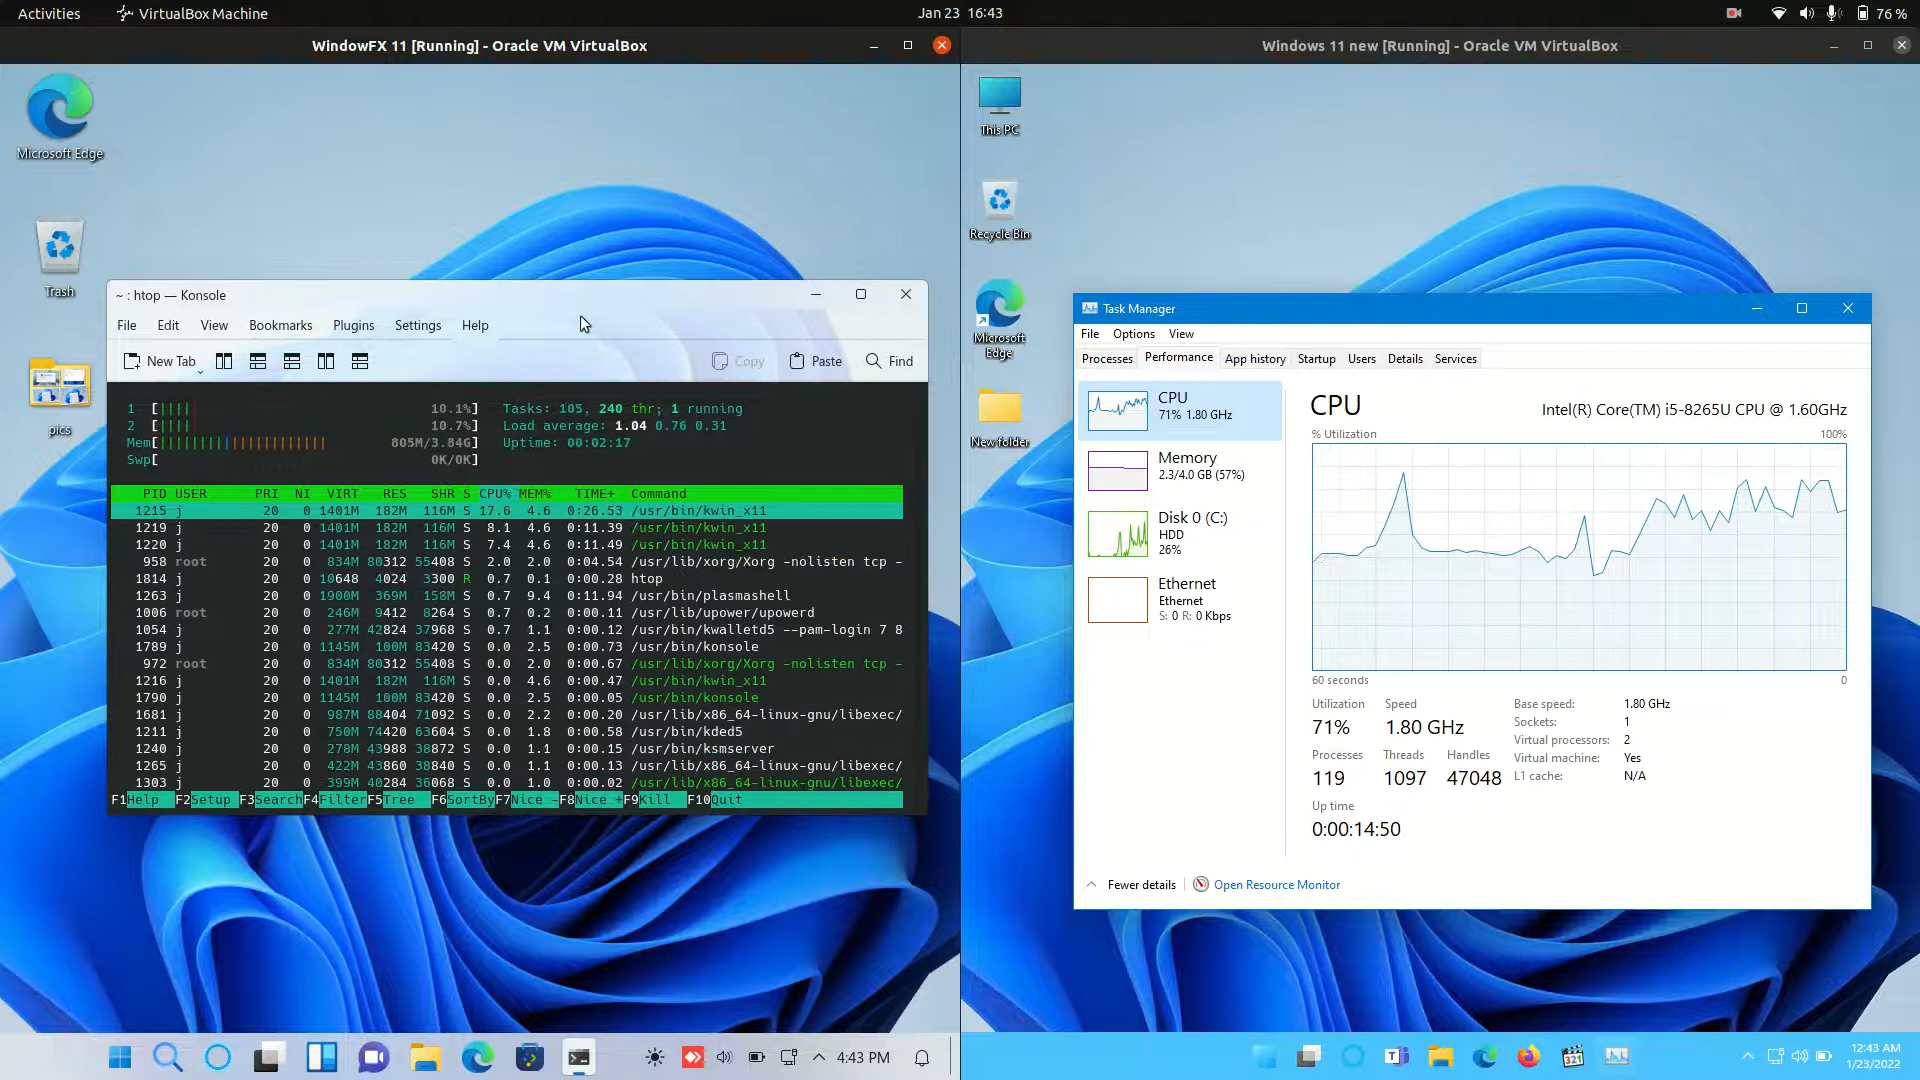 Activities VirtualBox Machine Jan 23 16:43 76 %
WindowFX 11 [Running] - Oracle VM VirtualBox
Microsoft Edge
Trash
pics
~ : htop — Konsole
File Edit View Bookmarks Plugins Settings Help
New Tab Copy Paste Find
1 [|||| 10.1%] Tasks: 105, 240 thr; 1 running
2 [|||| 10.7%] Load average: 1.04 0.76 0.31
Mem[||||||||||||||||||||| 805M/3.84G] Uptime: 00:02:17
Swp[ 0K/0K]
PID USER PRI NI VIRT RES SHR S CPU% MEM% TIME+ Command
1215 j 20 0 1401M 182M 116M S 17.6 4.6 0:26.53 /usr/bin/kwin_x11
1219 j 20 0 1401M 182M 116M S 8.1 4.6 0:11.39 /usr/bin/kwin_x11
1220 j 20 0 1401M 182M 116M S 7.4 4.6 0:11.49 /usr/bin/kwin_x11
958 root 20 0 834M 80312 55408 S 2.0 2.0 0:04.54 /usr/lib/xorg/Xorg -nolisten tcp -
1814 j 20 0 10648 4024 3300 R 0.7 0.1 0:00.28 htop
1263 j 20 0 1900M 369M 158M S 0.7 9.4 0:11.94 /usr/bin/plasmashell
1006 root 20 0 246M 9412 8264 S 0.7 0.2 0:00.11 /usr/lib/upower/upowerd
1054 j 20 0 277M 42824 37968 S 0.7 1.1 0:00.12 /usr/bin/kwalletd5 --pam-login 7 8
1789 j 20 0 1145M 100M 83420 S 0.0 2.5 0:00.73 /usr/bin/konsole
972 root 20 0 834M 80312 55408 S 0.0 2.0 0:00.67 /usr/lib/xorg/Xorg -nolisten tcp -
1216 j 20 0 1401M 182M 116M S 0.0 4.6 0:00.47 /usr/bin/kwin_x11
1790 j 20 0 1145M 100M 83420 S 0.0 2.5 0:00.05 /usr/bin/konsole
1681 j 20 0 987M 88404 71092 S 0.0 2.2 0:00.20 /usr/lib/x86_64-linux-gnu/libexec/
1211 j 20 0 750M 74420 63604 S 0.0 1.8 0:00.58 /usr/bin/kded5
1240 j 20 0 278M 43988 38872 S 0.0 1.1 0:00.15 /usr/bin/ksmserver
1265 j 20 0 422M 43860 38840 S 0.0 1.1 0:00.13 /usr/lib/x86_64-linux-gnu/libexec/
1303 j 20 0 399M 40284 36068 S 0.0 1.0 0:00.02 /usr/lib/x86_64-linux-gnu/libexec/
F1Help F2Setup F3SearchF4FilterF5Tree F6SortByF7Nice -F8Nice +F9Kill F10Quit
4:43 PM
Windows 11 new [Running] - Oracle VM VirtualBox
This PC
Recycle Bin
Microsoft
Edge
New folder
Task Manager
File Options View
Processes Performance App history Startup Users Details Services
CPU
71% 1.80 GHz
Memory
2.3/4.0 GB (57%)
Disk 0 (C:)
HDD
26%
Ethernet
Ethernet
S: 0 R: 0 Kbps
CPU Intel(R) Core(TM) i5-8265U CPU @ 1.60GHz
% Utilization 100%
60 seconds 0
Utilization Speed
71% 1.80 GHz
Processes Threads Handles
119 1097 47048
Up time
0:00:14:50
Base speed: 1.80 GHz
Sockets: 1
Virtual processors: 2
Virtual machine: Yes
L1 cache: N/A
Fewer details Open Resource Monitor
321
12:43 AM
1/23/2022